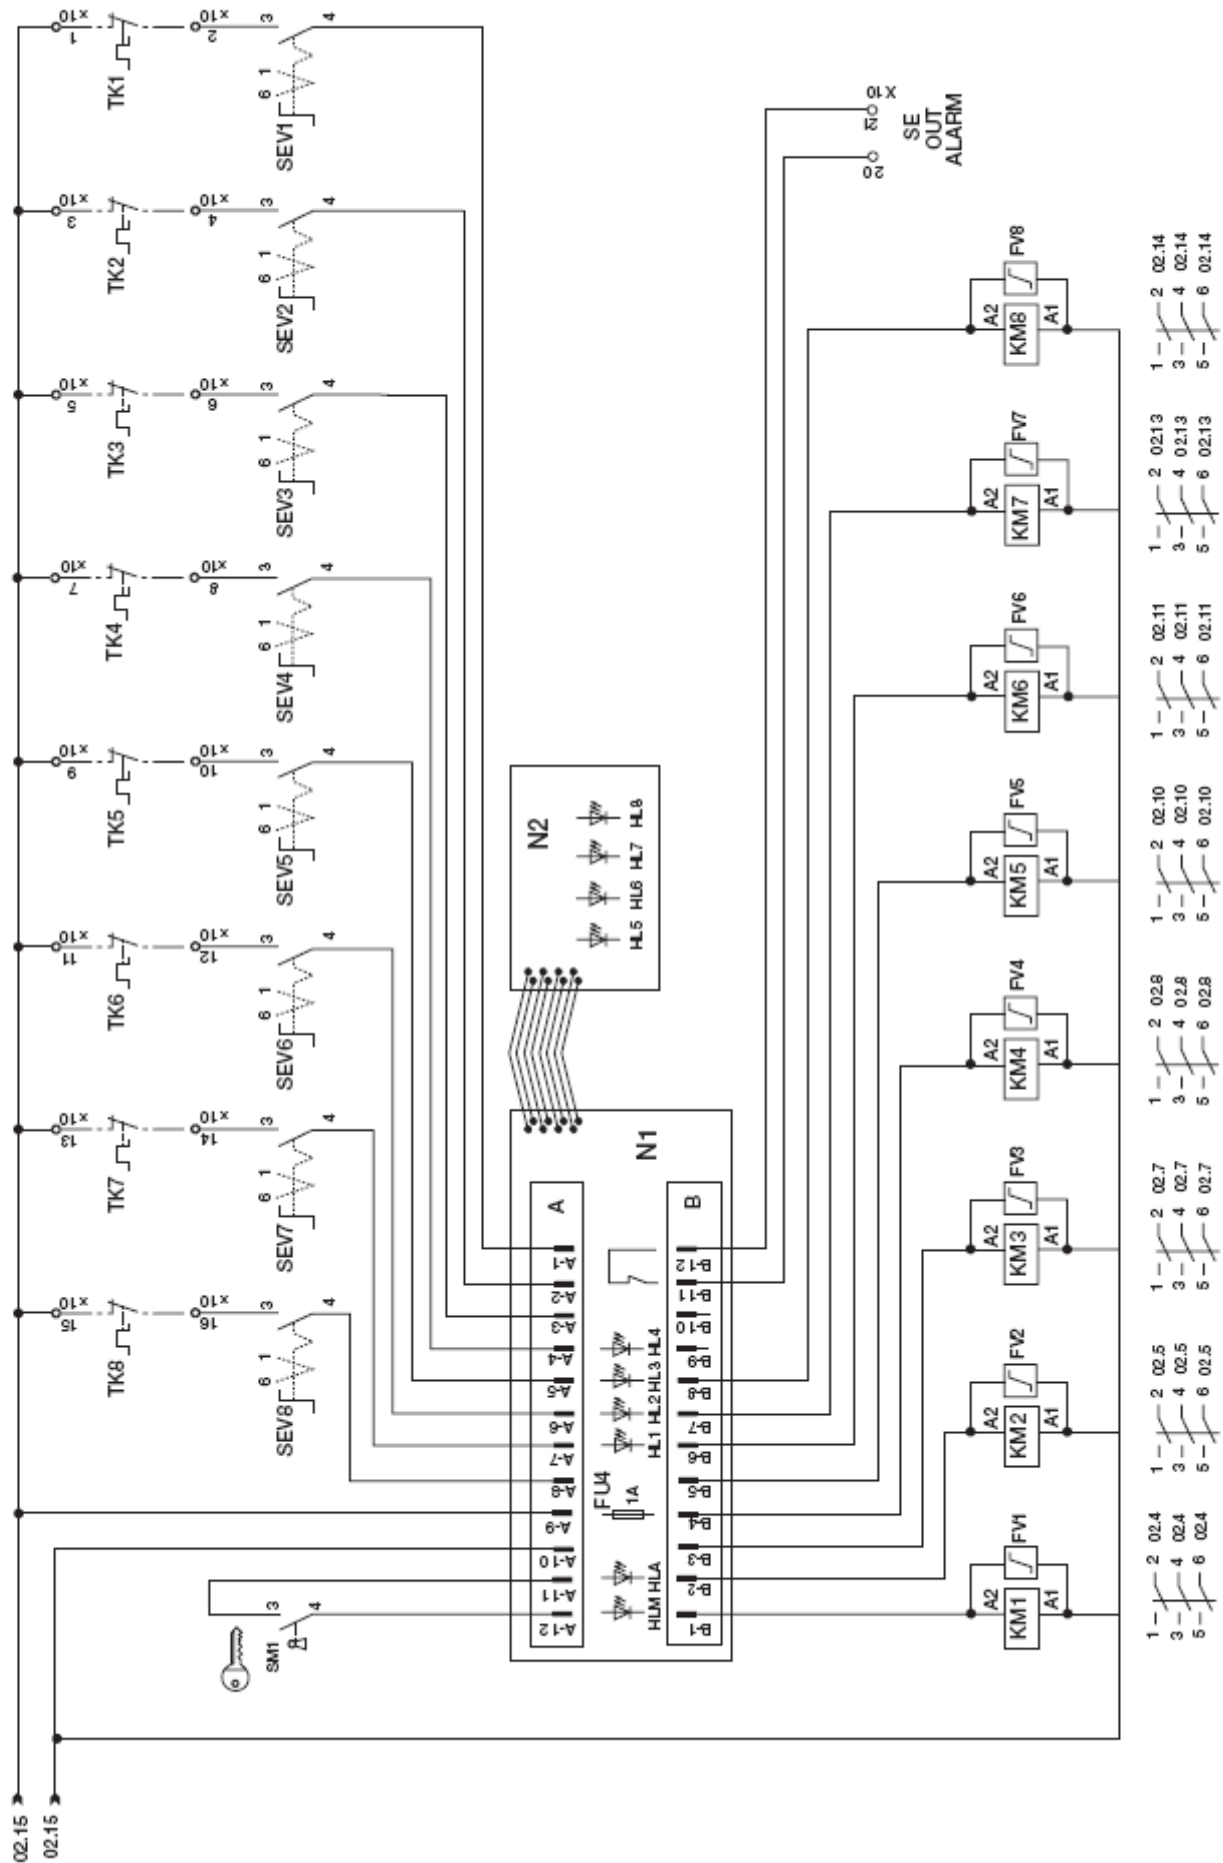 x10 1 x10 2 3 4
TK1
6 1
SEV1
x10 3 x10 4 3 4
TK2
6 1
SEV2
x10 5 x10 6 3 4
TK3
6 1
SEV3
x10 7 x10 8 3 4
TK4
6 1
SEV4
x10 9 x10 10 3 4
TK5
6 1
SEV5
x10 11 x10 12 3 4
TK6
6 1
SEV6
x10 13 x10 14 3 4
TK7
6 1
SEV7
x10 15 x10 16 3 4
TK8
6 1
SEV8
X10
21
20
SE
OUT
ALARM
N2
HL5 HL6 HL7 HL8
N1
A
A-12 A-11 A-10 A-9 A-8 A-7 A-6 A-5 A-4 A-3 A-2 A-1
HLM HLA
FU4
1A
HL1 HL2 HL3 HL4
B
B-1 B-2 B-3 B-4 B-5 B-6 B-7 B-8 B-9 B-10 B-11 B-12
3 4
SM1
02.15
02.15
A2 KM1 A1 FV1
A2 KM2 A1 FV2
A2 KM3 A1 FV3
A2 KM4 A1 FV4
A2 KM5 A1 FV5
A2 KM6 A1 FV6
A2 KM7 A1 FV7
A2 KM8 A1 FV8
1 2 02.4
3 4 02.4
5 6 02.4
1 2 02.5
3 4 02.5
5 6 02.5
1 2 02.7
3 4 02.7
5 6 02.7
1 2 02.8
3 4 02.8
5 6 02.8
1 2 02.10
3 4 02.10
5 6 02.10
1 2 02.11
3 4 02.11
5 6 02.11
1 2 02.13
3 4 02.13
5 6 02.13
1 2 02.14
3 4 02.14
5 6 02.14